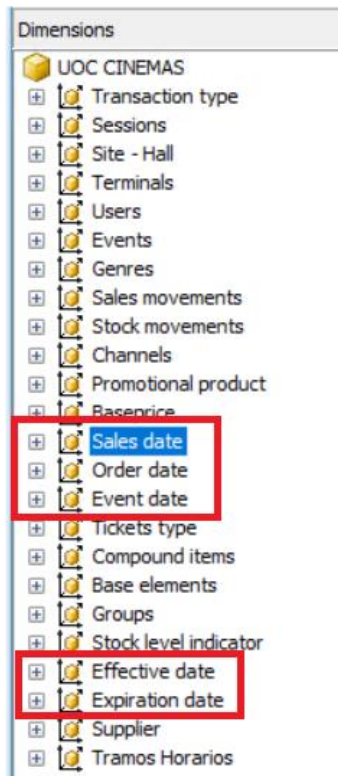 Dimensions
UOC CINEMAS
Transaction type
Sessions
Site - Hall
Terminals
Users
Events
Genres
Sales movements
Stock movements
Channels
Promotional product
Baseprice
Sales date
Order date
Event date
Tickets type
Compound items
Base elements
Groups
Stock level indicator
Effective date
Expiration date
Supplier
Tramos Horarios